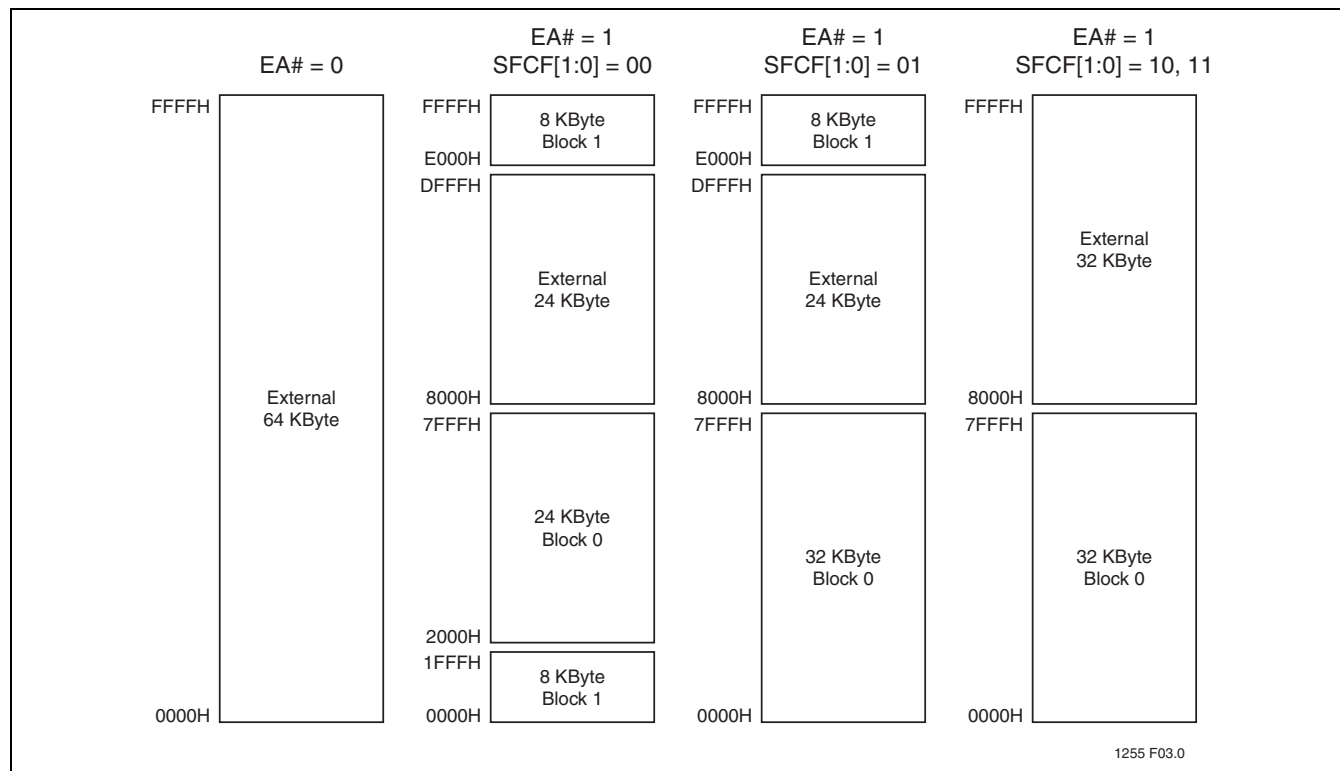 EA# = 0
FFFFH
External
64 KByte
0000H
EA# = 1
SFCF[1:0] = 00
FFFFH
8 KByte
Block 1
E000H
DFFFH
External
24 KByte
8000H
7FFFH
24 KByte
Block 0
2000H
1FFFH
8 KByte
Block 1
0000H
EA# = 1
SFCF[1:0] = 01
FFFFH
8 KByte
Block 1
E000H
DFFFH
External
24 KByte
8000H
7FFFH
32 KByte
Block 0
0000H
EA# = 1
SFCF[1:0] = 10, 11
FFFFH
External
32 KByte
8000H
7FFFH
32 KByte
Block 0
0000H
1255 F03.0